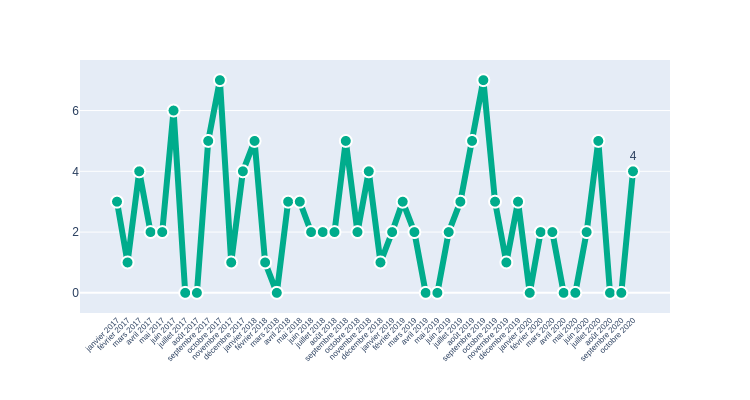 6
4
2
0
4
janvier 2017
février 2017
mars 2017
avril 2017
mai 2017
juin 2017
juillet 2017
août 2017
septembre 2017
octobre 2017
novembre 2017
décembre 2017
janvier 2018
février 2018
mars 2018
avril 2018
mai 2018
juin 2018
juillet 2018
août 2018
septembre 2018
octobre 2018
novembre 2018
décembre 2018
janvier 2019
février 2019
mars 2019
avril 2019
mai 2019
juin 2019
juillet 2019
août 2019
septembre 2019
octobre 2019
novembre 2019
décembre 2019
janvier 2020
février 2020
mars 2020
avril 2020
mai 2020
juin 2020
juillet 2020
août 2020
septembre 2020
octobre 2020